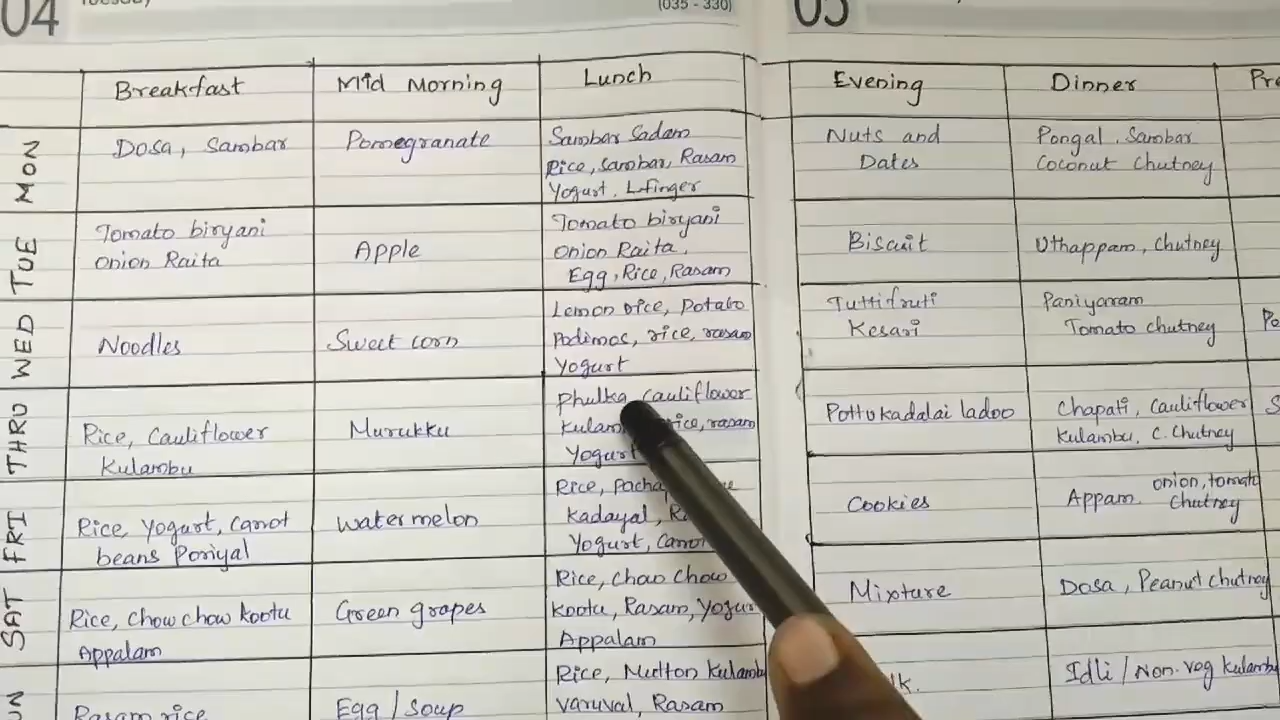 04
(035 - 330)
05
Breakfast
Mid Morning
Lunch
Evening
Dinner
MON
Dosa, Sambar
Pomegranate
Sambar Sadam
Rice, Sambar, Rasam
Yogurt. L.finger
Nuts and
Dates
Pongal, Sambar
Coconut Chutney
TUE
Tomato biryani
Onion Raita
Apple
Tomato biryani
Onion Raita,
Egg, Rice, Rasam
Biscuit
Uthappam, Chutney
WED
Noodles
Sweet corn
Lemon rice, Potato
Podimas, rice, rasam
Yogurt
Tuttifruti
Kesari
Paniyaram
Tomato chutney
THRU
Rice, Cauliflower
Kulambu
Murukku
Phulka, Cauliflower
rice, rasam
Yogurt
Pottukadalai ladoo
Chapati, Cauliflower
Kulambu, C. Chutney
FRI
Rice, Yogurt, Carrot
beans Poriyal
Watermelon
Rice,
Kadayal,
Yogurt,
Cookies
Appam
onion, tomato
chutney
SAT
Rice, Chow chow Kootu
Appalam
Green grapes
Rice, Chow Chow
Kootu, Rasam,
Appalam
Mixture
Dosa, Peanut chutney
Rasam rice
Egg / Soup
Rice, Mutton Kulambu
Varuval, Rasam
Idli / Non-veg Kulambu